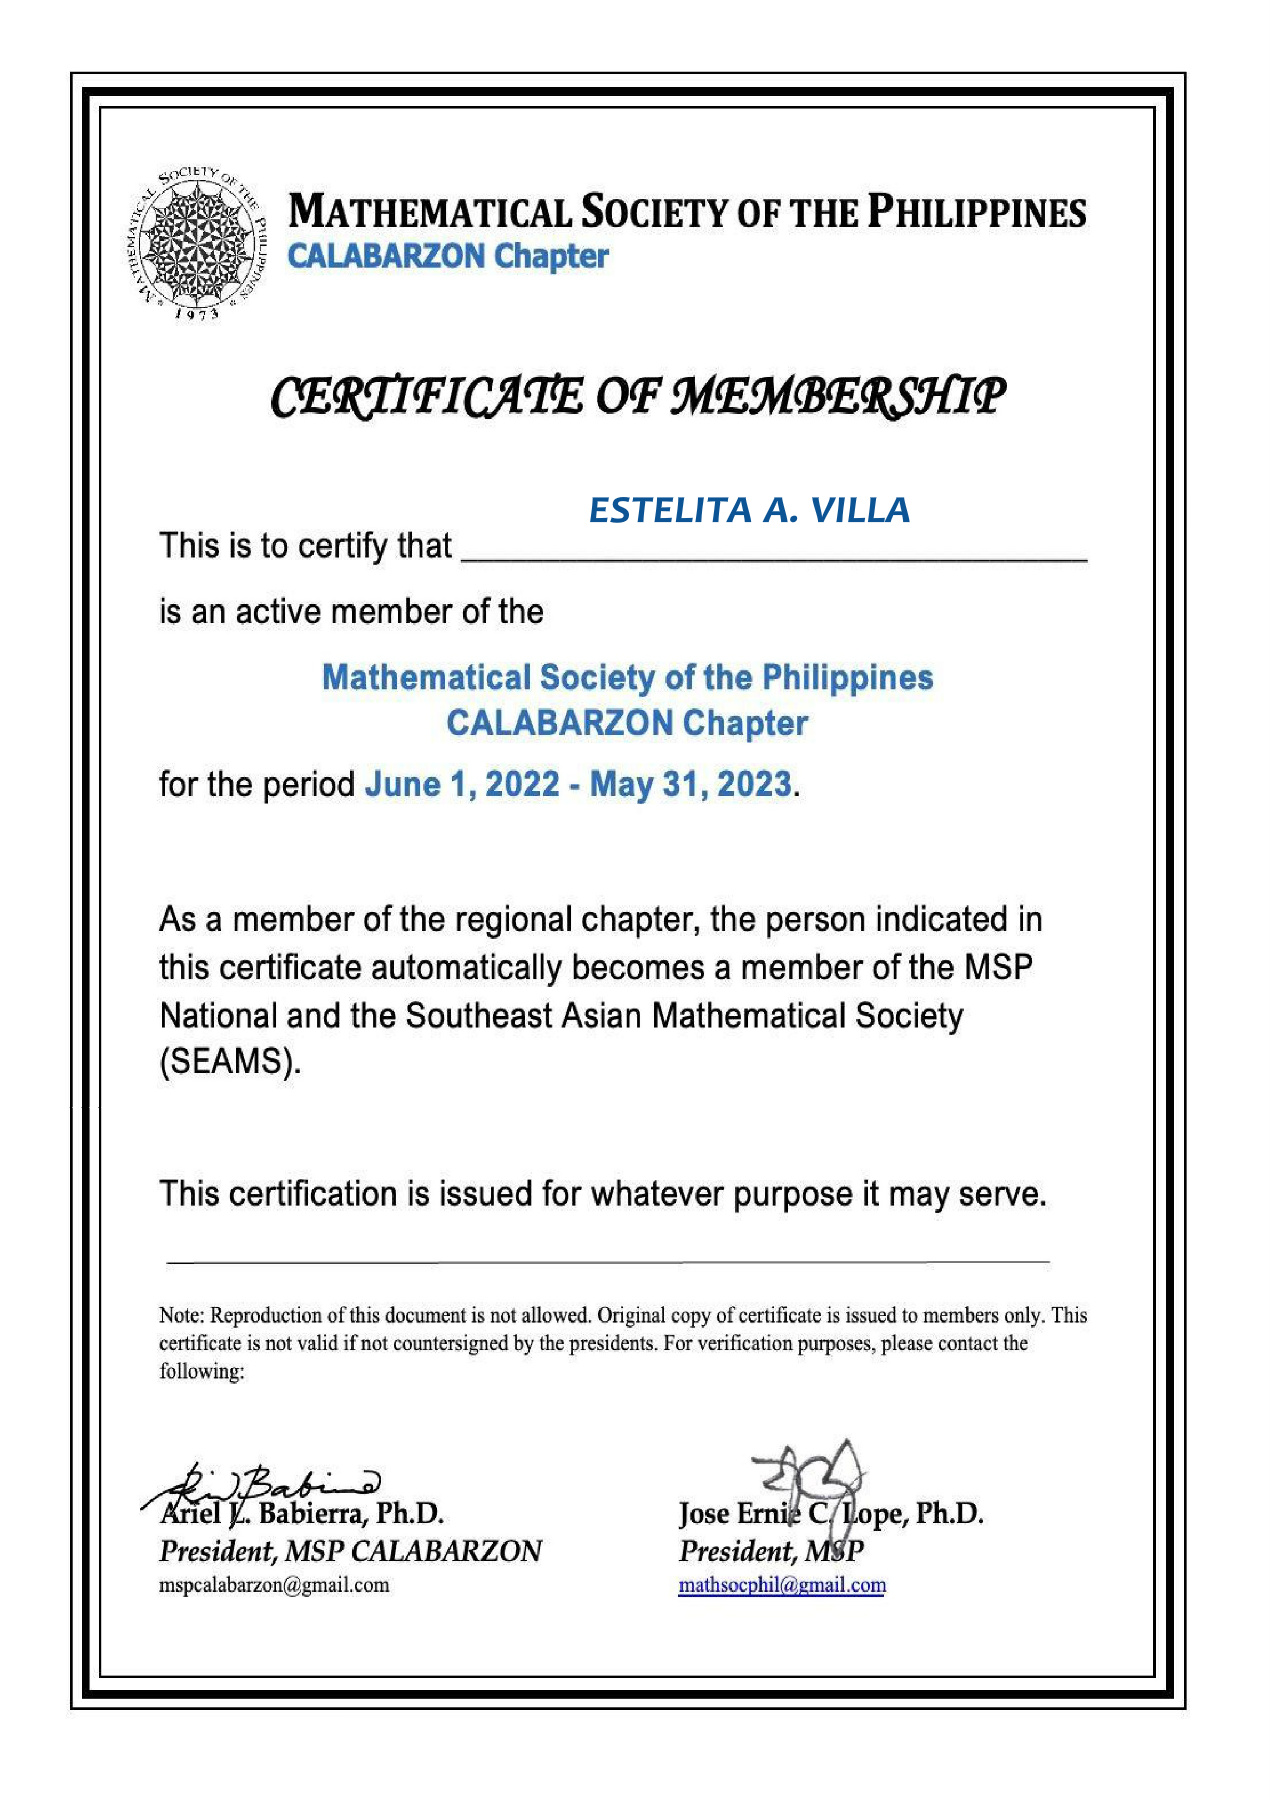 MATHEMATICAL SOCIETY OF THE PHILIPPINES
1973
MATHEMATICAL SOCIETY OF THE PHILIPPINES
CALABARZON Chapter
CERTIFICATE OF MEMBERSHIP
ESTELITA A. VILLA
This is to certify that
is an active member of the
Mathematical Society of the Philippines
CALABARZON Chapter
for the period June 1, 2022 - May 31, 2023.
As a member of the regional chapter, the person indicated in
this certificate automatically becomes a member of the MSP
National and the Southeast Asian Mathematical Society
(SEAMS).
This certification is issued for whatever purpose it may serve.
Note: Reproduction of this document is not allowed. Original copy of certificate is issued to members only. This
certificate is not valid if not countersigned by the presidents. For verification purposes, please contact the
following:
Ariel L. Babierra, Ph.D.
President, MSP CALABARZON
mspcalabarzon@gmail.com
Jose Ernie C. Lope, Ph.D.
President, MSP
mathsocphil@gmail.com